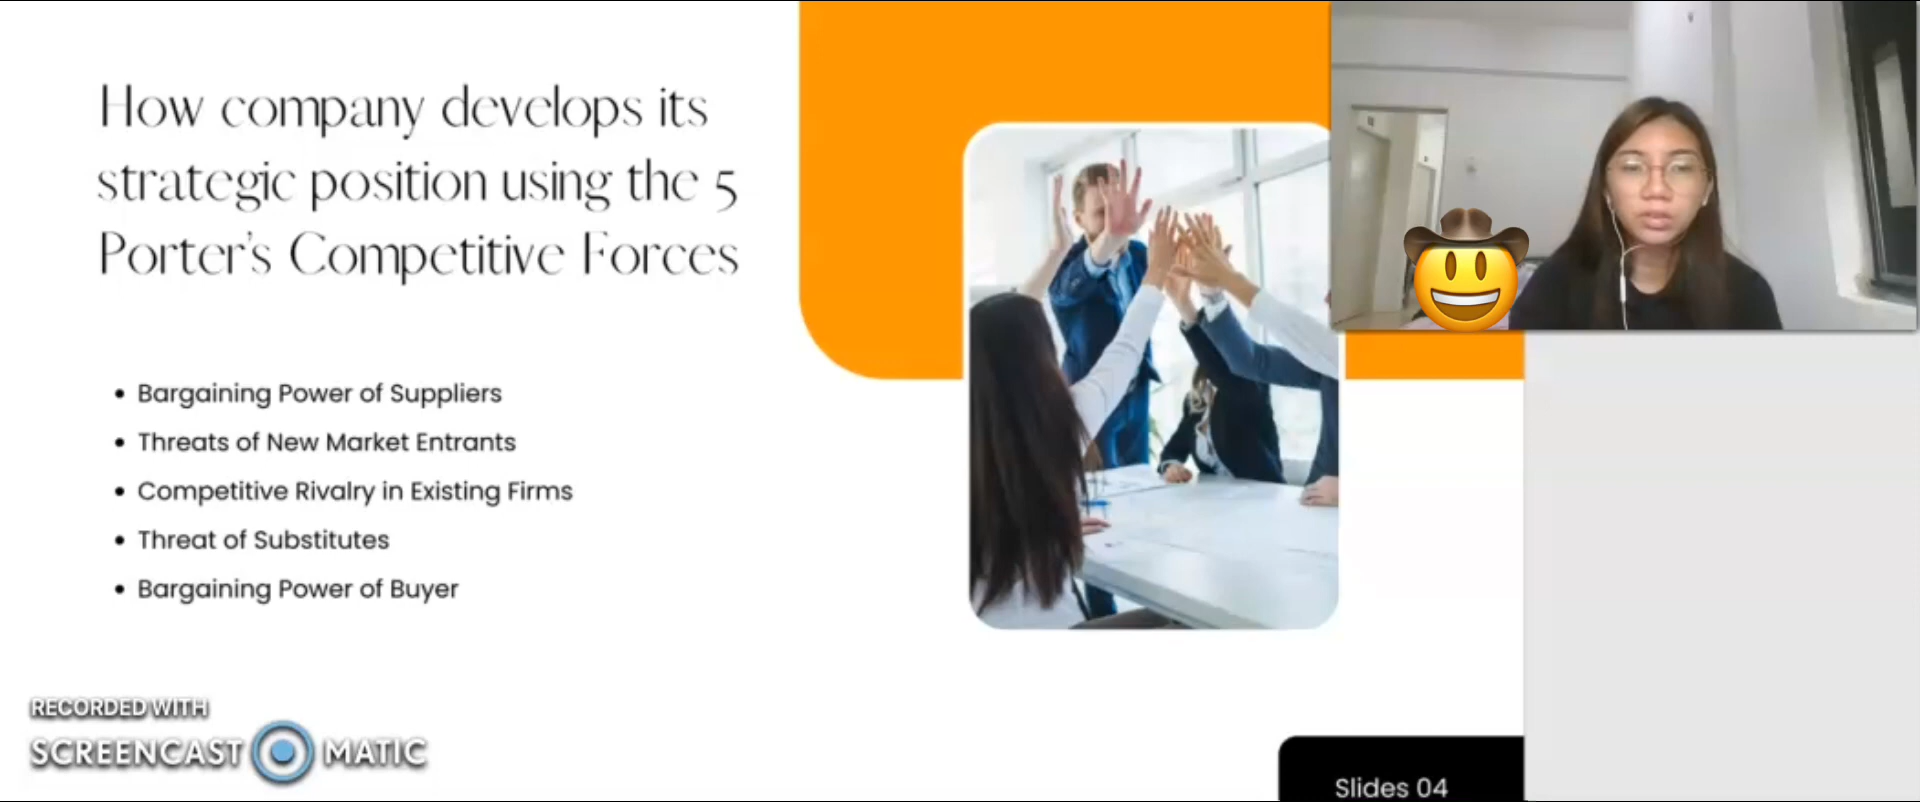 How company develops its
strategic position using the 5
Porter's Competitive Forces
• Bargaining Power of Suppliers
• Threats of New Market Entrants
• Competitive Rivalry in Existing Firms
• Threat of Substitutes
• Bargaining Power of Buyer
RECORDED WITH
SCREENCAST MATIC
Slides 04